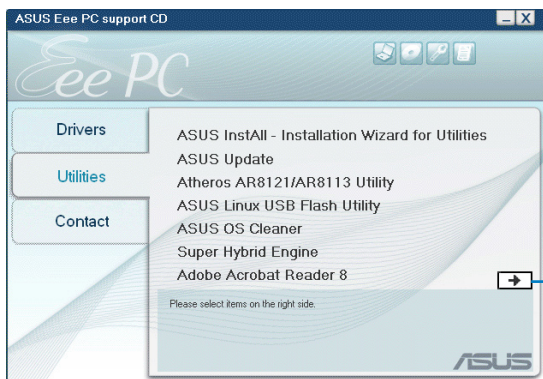 ASUS Eee PC support CD
Eee PC
Drivers
Utilities
Contact
ASUS InstAll - Installation Wizard for Utilities
ASUS Update
Atheros AR8121/AR8113 Utility
ASUS Linux USB Flash Utility
ASUS OS Cleaner
Super Hybrid Engine
Adobe Acrobat Reader 8
Please select items on the right side.
ASUS